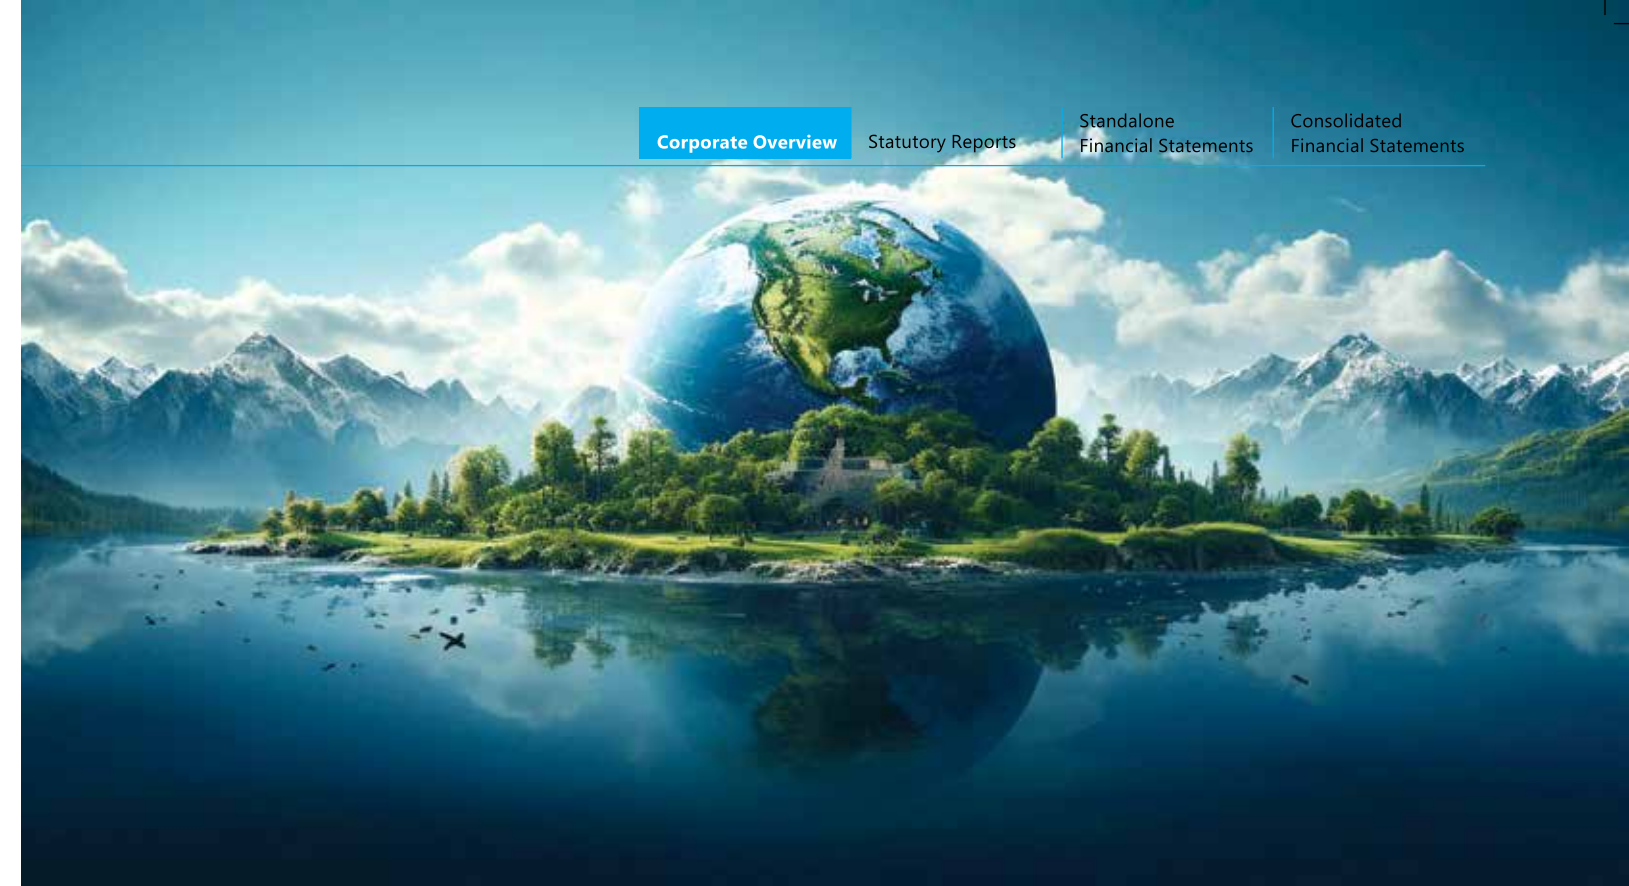 Corporate Overview
Statutory Reports
Standalone
Financial Statements
Consolidated
Financial Statements